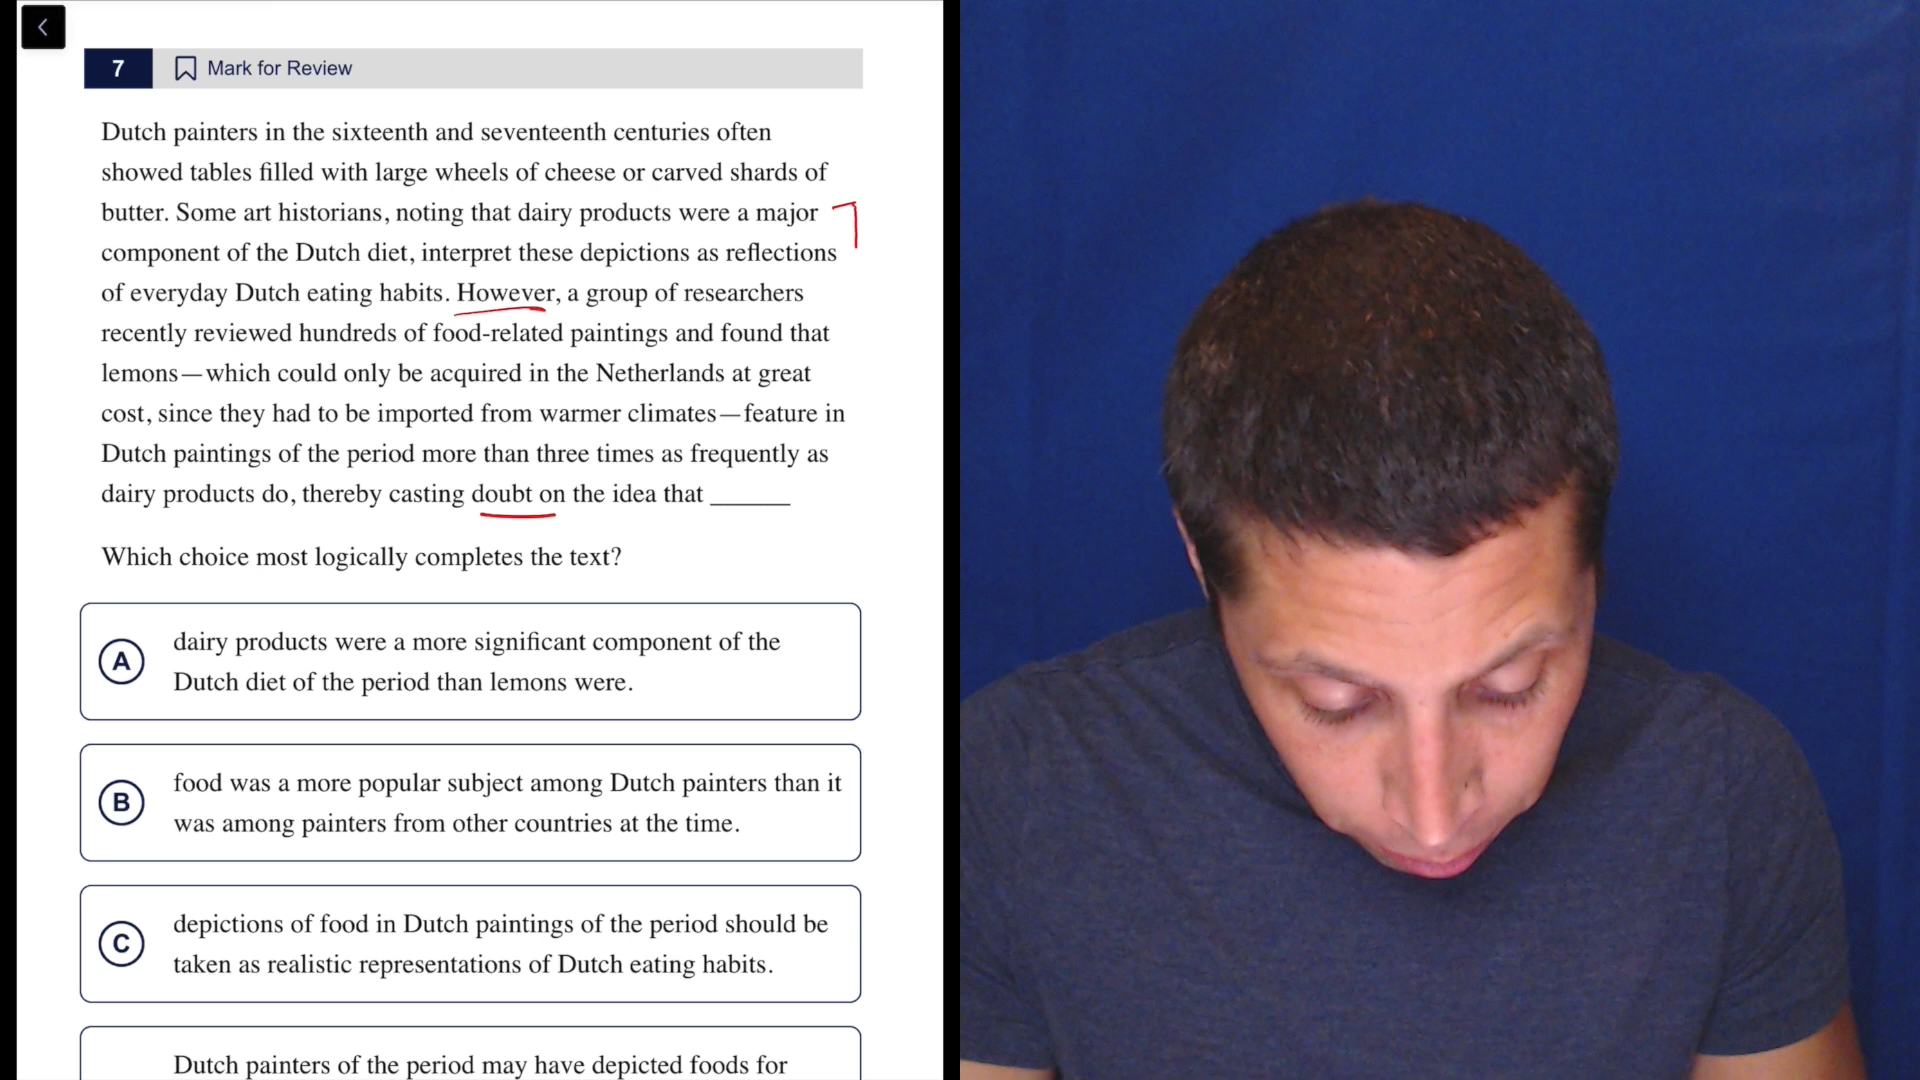 7 Mark for Review
Dutch painters in the sixteenth and seventeenth centuries often
showed tables filled with large wheels of cheese or carved shards of
butter. Some art historians, noting that dairy products were a major
component of the Dutch diet, interpret these depictions as reflections
of everyday Dutch eating habits. However, a group of researchers
recently reviewed hundreds of food-related paintings and found that
lemons—which could only be acquired in the Netherlands at great
cost, since they had to be imported from warmer climates—feature in
Dutch paintings of the period more than three times as frequently as
dairy products do, thereby casting doubt on the idea that ______
Which choice most logically completes the text?
A dairy products were a more significant component of the
Dutch diet of the period than lemons were.
B food was a more popular subject among Dutch painters than it
was among painters from other countries at the time.
C depictions of food in Dutch paintings of the period should be
taken as realistic representations of Dutch eating habits.
Dutch painters of the period may have depicted foods for